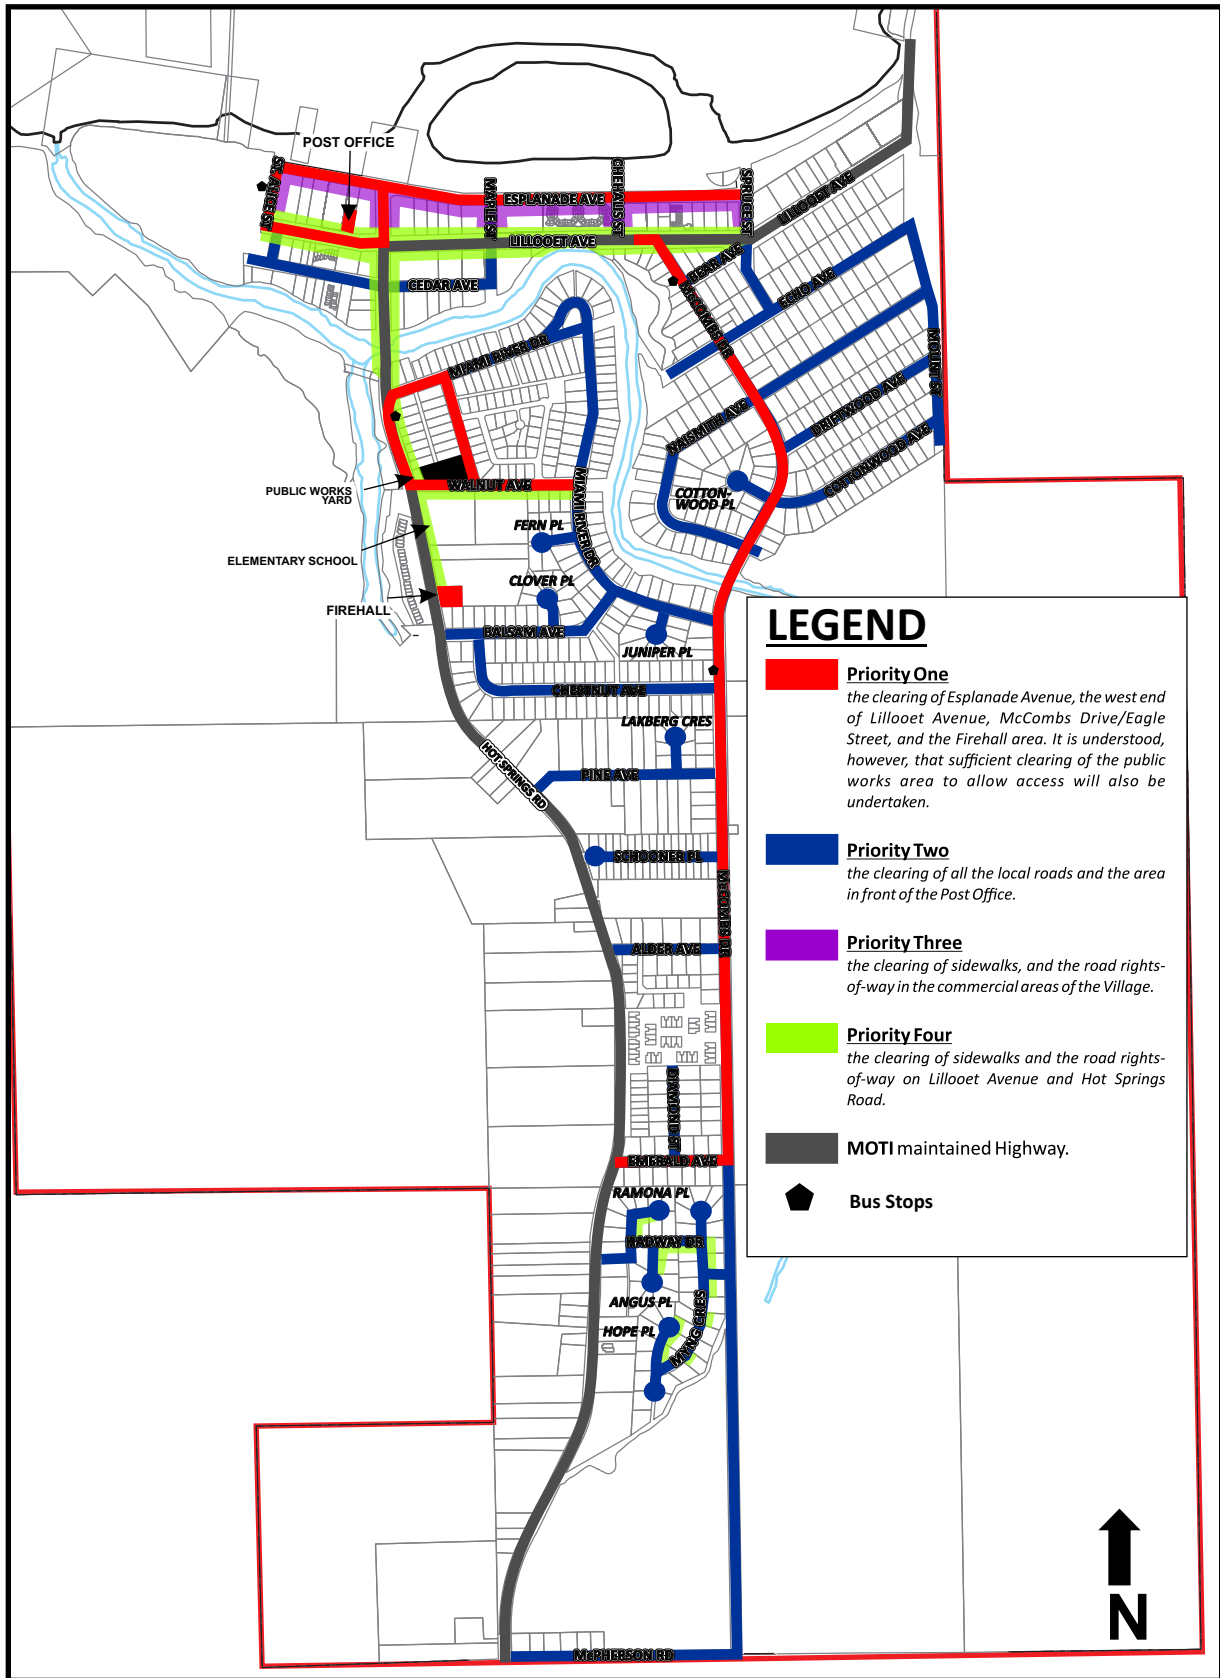 POST OFFICE
ST. ALICE ST
MAPLE ST
ESPLANADE AVE
CHEHALIS ST
SPRUCE ST
LILLOOET AVE
LILLOOET AVE
BEAR AVE
CEDAR AVE
McCOMBS DR
ECHO AVE
MIAMI RIVER DR
MOUNT ST
NAISMITH AVE
DRIFTWOOD AVE
COTTONWOOD AVE
COTTON-
WOOD PL
PUBLIC WORKS
YARD
WALNUT AVE
MIAMI RIVER DR
FERN PL
ELEMENTARY SCHOOL
CLOVER PL
FIREHALL
BALSAM AVE
JUNIPER PL
CHESTNUT AVE
LAKBERG CRES
HOT SPRINGS RD
PINE AVE
SCHOONER PL
McCOMBS DR
ALDER AVE
DIAMOND ST
EMERALD AVE
RAMONA PL
HADWAY DR
ANGUS PL
HOPE PL
MYNG CRES
McPHERSON RD
LEGEND
Priority One
the clearing of Esplanade Avenue, the west end
of Lillooet Avenue, McCombs Drive/Eagle
Street, and the Firehall area. It is understood,
however, that sufficient clearing of the public
works area to allow access will also be
undertaken.
Priority Two
the clearing of all the local roads and the area
in front of the Post Office.
Priority Three
the clearing of sidewalks, and the road rights-
of-way in the commercial areas of the Village.
Priority Four
the clearing of sidewalks and the road rights-
of-way on Lillooet Avenue and Hot Springs
Road.
MOTI maintained Highway.
Bus Stops
N